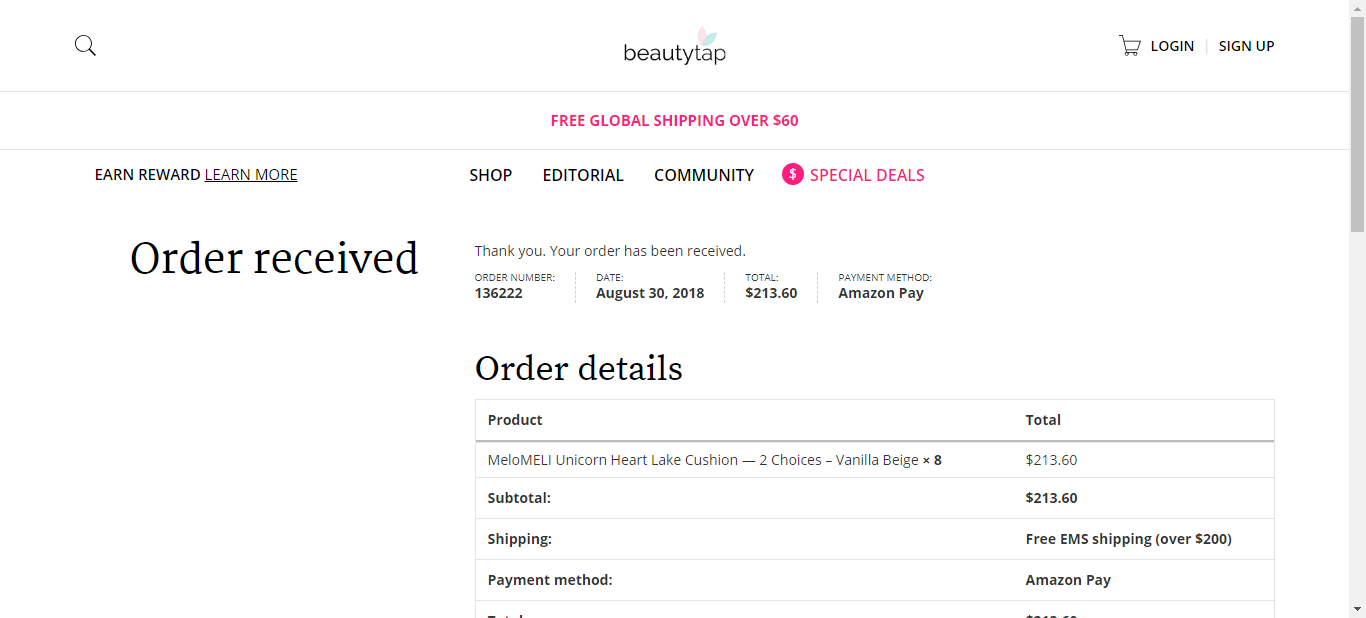 beautytap
LOGIN
SIGN UP
FREE GLOBAL SHIPPING OVER $60
EARN REWARD LEARN MORE
SHOP
EDITORIAL
COMMUNITY
$ SPECIAL DEALS
Order received
Thank you. Your order has been received.
ORDER NUMBER:
136222
DATE:
August 30, 2018
TOTAL:
$213.60
PAYMENT METHOD:
Amazon Pay
Order details
Product Total
MeloMELI Unicorn Heart Lake Cushion — 2 Choices – Vanilla Beige × 8 $213.60
Subtotal: $213.60
Shipping: Free EMS shipping (over $200)
Payment method: Amazon Pay